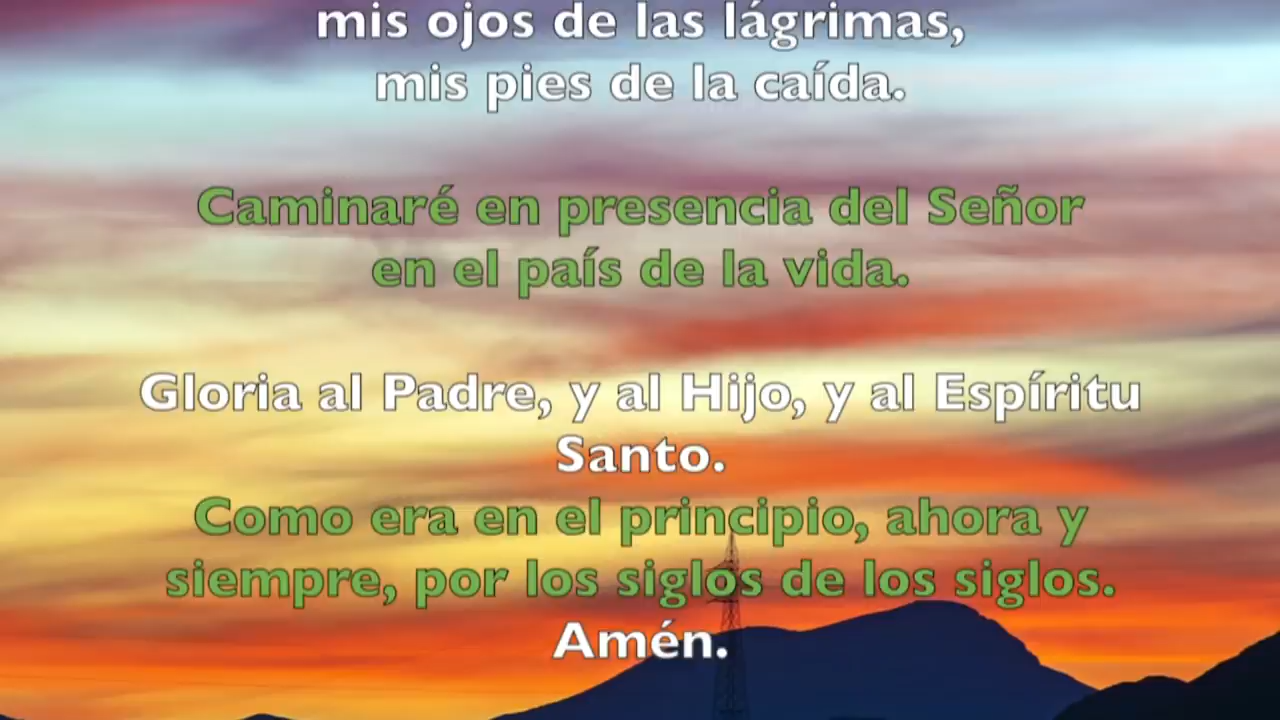 mis ojos de las lágrimas,
mis pies de la caída.
Caminaré en presencia del Señor
en el país de la vida.
Gloria al Padre, y al Hijo, y al Espíritu
Santo.
Como era en el principio, ahora y
siempre, por los siglos de los siglos.
Amén.